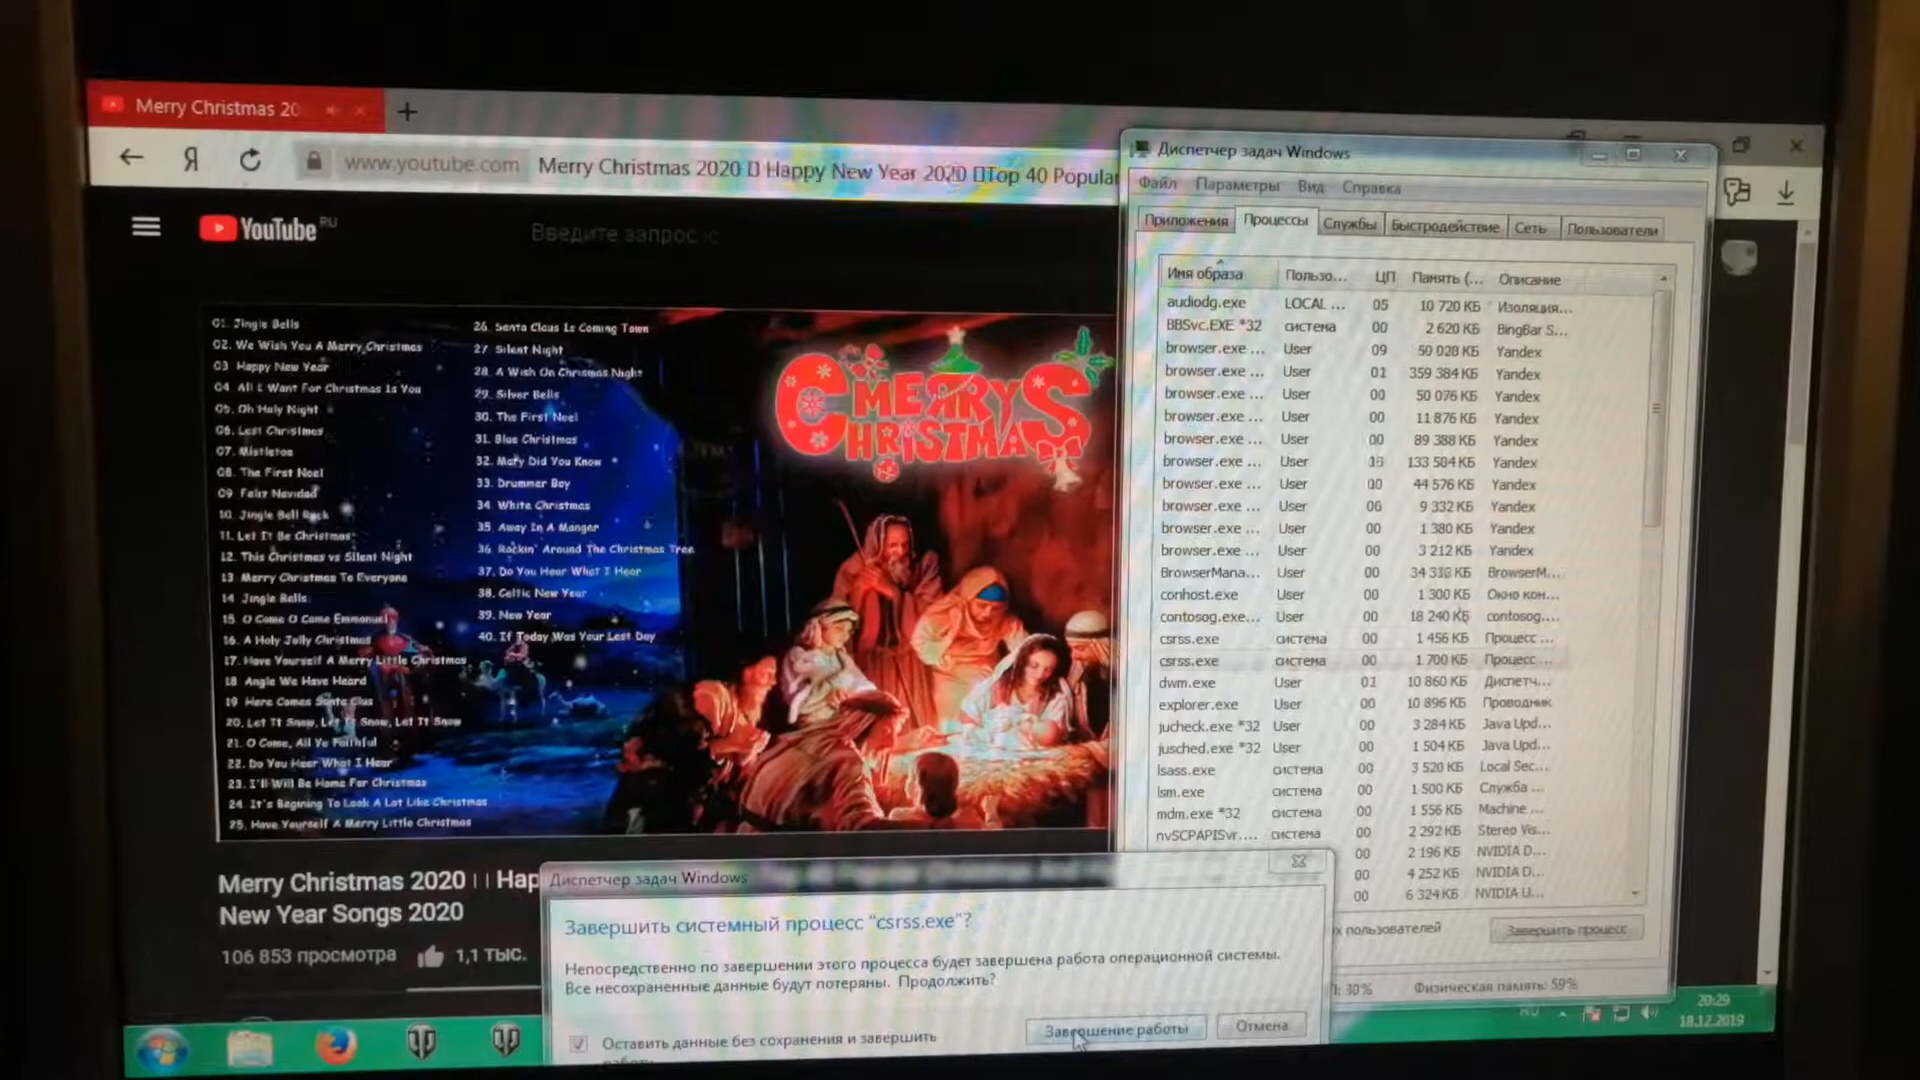 Merry Christmas 20
www.youtube.com Merry Christmas 2020 Happy New Year 2020 Top 40 Popular
YouTube RU
Введите запрос
01. Jingle Bells
02. We Wish You A Merry Christmas
03 Happy New Year
04 All I Want For Christmas Is You
05. Oh Holy Night
06. Last Christmas
07. Mistletoe
08. The First Noel
09 Feliz Navidad
10. Jingle Bell Rock
11. Let It Be Christmas
12. This Christmas vs Silent Night
13 Merry Christmas To Everyone
14 Jingle Bells
15 O Come O Come Emmanuel
16. A Holy Jolly Christmas
17. Have Yourself A Merry Little Christmas
18 Angle We Have Heard
19 Here Comes Santa Clus
20. Let It Snow, Let It Snow, Let It Snow
21. O Come, All Ye Faithful
22. Do You Hear What I Hear
23. I'll Will Be Home For Christmas
24 It's Begining To Look A Lot Like Christmas
25. Have Yourself A Merry Little Christmas
26. Santa Claus Is Coming Town
27 Silent Night
28. A Wish On Christmas Night
29. Silver Bells
30. The First Noel
31. Blue Christmas
32. Mary Did You Know
33. Drummer Boy
34 White Christmas
35. Away In A Manger
36 Rockin' Around The Christmas Tree
37. Do You Hear What I Hear
38. Celtic New Year
39. New Year
40. If Today Was Your Last Day
MERRY
CHRISTMAS
Merry Christmas 2020 | | Hap
New Year Songs 2020
106 853 просмотра 1,1 ТЫС.
Диспетчер задач Windows
Файл Параметры Вид Справка
Приложения Процессы Службы Быстродействие Сеть Пользователи
Имя образа Пользо... ЦП Память (... Описание
audiodg.exe LOCAL ... 05 10 720 КБ Изоляция...
BBSvc.EXE *32 система 00 2 620 КБ BingBar S...
browser.exe ... User 09 50 028 КБ Yandex
browser.exe ... User 01 359 384 КБ Yandex
browser.exe ... User 00 50 076 КБ Yandex
browser.exe ... User 00 11 876 КБ Yandex
browser.exe ... User 00 89 388 КБ Yandex
browser.exe ... User 133 584 КБ Yandex
browser.exe ... User 00 44 576 КБ Yandex
browser.exe ... User 06 9 332 КБ Yandex
browser.exe ... User 00 1 380 КБ Yandex
browser.exe ... User 00 3 212 КБ Yandex
BrowserMana... User 00 34 КБ BrowserM...
conhost.exe User 00 1 300 КБ Окно кон...
contosog.exe... User 00 18 240 КБ contosog....
csrss.exe система 00 1 456 КБ Процесс ...
csrss.exe система 00 1 700 КБ Процесс ...
dwm.exe User 01 10 860 КБ Диспетч...
explorer.exe User 00 10 896 КБ Проводник
jucheck.exe *32 User 00 3 284 КБ Java Upd...
jusched.exe *32 User 00 1 504 КБ Java Upd...
lsass.exe система 00 3 520 КБ Local Sec...
lsm.exe система 00 1 500 КБ Служба ...
mdm.exe *32 система 00 1 556 КБ Machine ...
nvSCPAPISvr.... система 00 2 292 КБ Stereo Vis...
00 2 196 КБ NVIDIA D...
00 4 252 КБ NVIDIA D...
00 6 324 КБ NVIDIA U...
х пользователей Завершить процесс
: 30% Физическая память: 59%
Диспетчер задач Windows
Завершить системный процесс "csrss.exe"?
Непосредственно по завершении этого процесса будет завершена работа операционной системы.
Все несохраненные данные будут потеряны. Продолжить?
Оставить данные без сохранения и завершить
Завершение работы Отмена
RU
20:29
18.12.2019